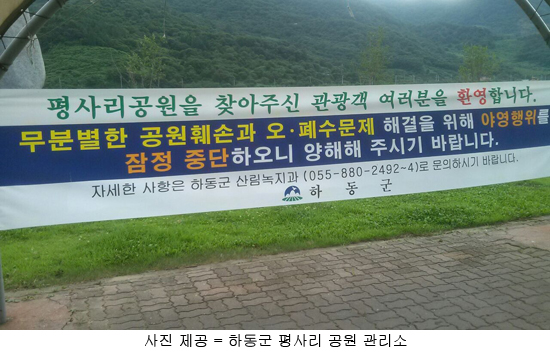 평사리공원을 찾아주신 관광객 여러분을 환영합니다.
무분별한 공원훼손과 오·폐수문제 해결을 위해 야영행위를
잠정 중단하오니 양해해 주시기 바랍니다.
자세한 사항은 하동군 산림녹지과 (055-880-2492~4)로 문의하시기 바랍니다.
하동군
사진 제공 = 하동군 평사리 공원 관리소